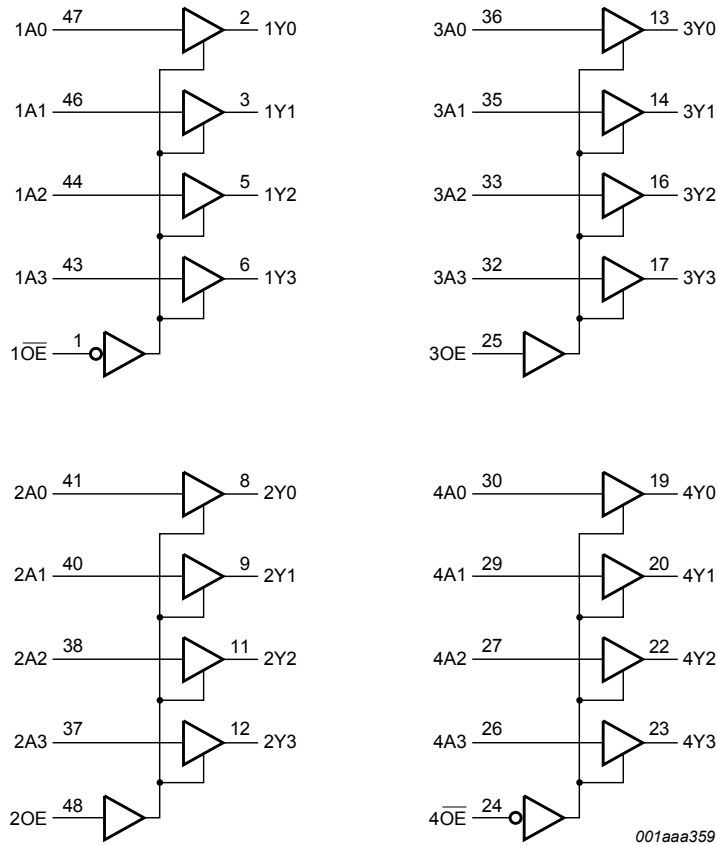 1A0 47 2 1Y0
1A1 46 3 1Y1
1A2 44 5 1Y2
1A3 43 6 1Y3
1O̅E̅ 1
3A0 36 13 3Y0
3A1 35 14 3Y1
3A2 33 16 3Y2
3A3 32 17 3Y3
3OE 25
2A0 41 8 2Y0
2A1 40 9 2Y1
2A2 38 11 2Y2
2A3 37 12 2Y3
2OE 48
4A0 30 19 4Y0
4A1 29 20 4Y1
4A2 27 22 4Y2
4A3 26 23 4Y3
4O̅E̅ 24
001aaa359